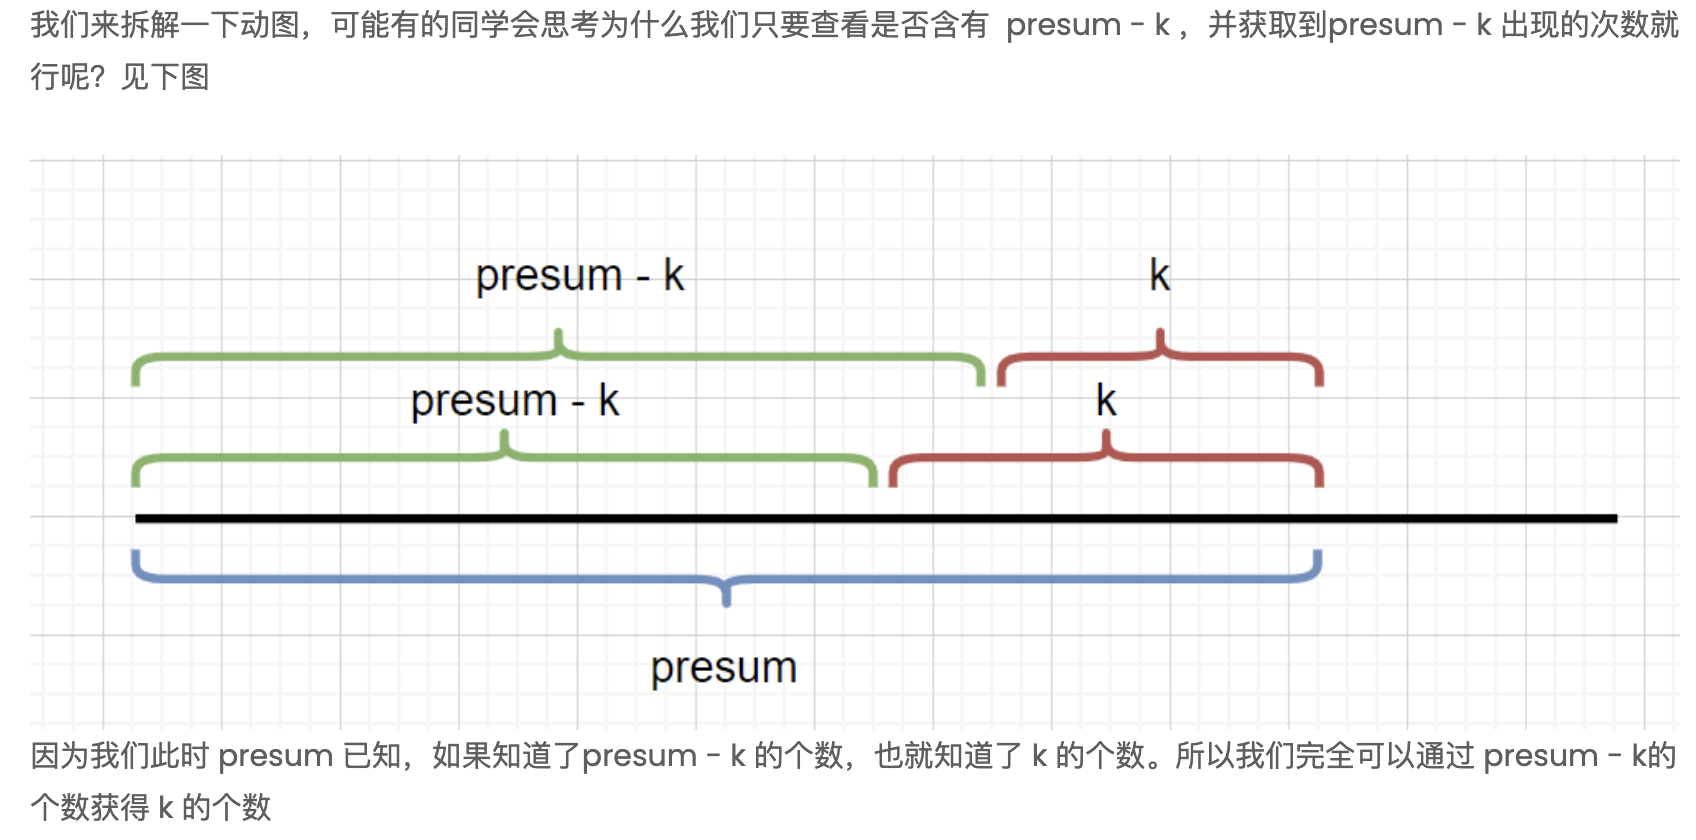 我们来拆解一下动图，可能有的同学会思考为什么我们只要查看是否含有 presum - k ，并获取到presum - k 出现的次数就
行呢？见下图
presum - k
k
presum - k
k
presum
因为我们此时 presum 已知，如果知道了presum - k 的个数，也就知道了 k 的个数。所以我们完全可以通过 presum - k的
个数获得 k 的个数